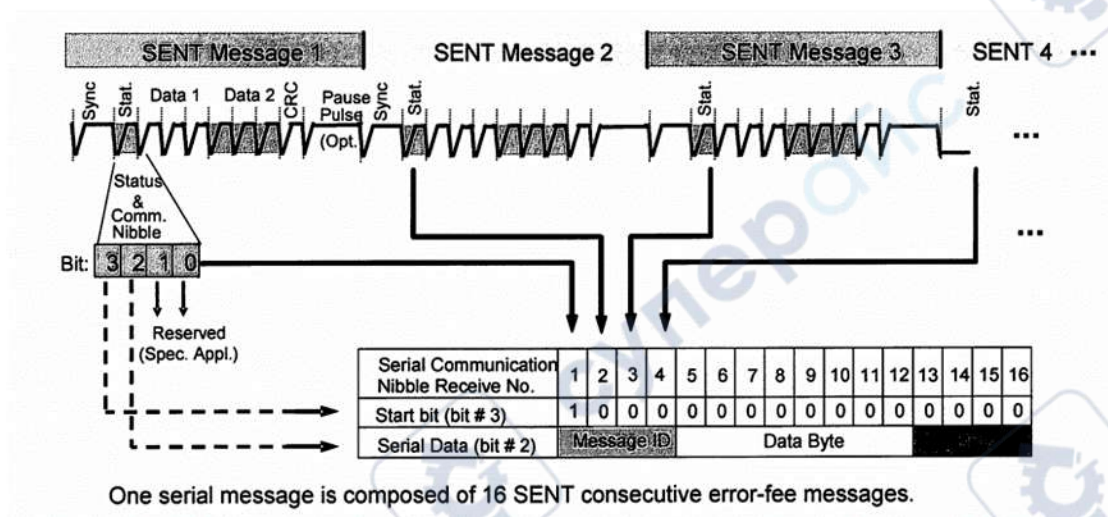 SENT Message 1 SENT Message 2 SENT Message 3 SENT 4 ...
Sync Stat. Data 1 Data 2 CRC Pause Pulse (Opt. Sync Stat. Stat. Stat.
...
Status
&
Comm.
Nibble
...
Bit: 3 2 1 0
Reserved
(Spec. Appl.)
Serial Communication Nibble Receive No. 1 2 3 4 5 6 7 8 9 10 11 12 13 14 15 16
Start bit (bit # 3) 1 0 0 0 0 0 0 0 0 0 0 0 0 0 0 0
Serial Data (bit # 2) Message ID Data Byte
One serial message is composed of 16 SENT consecutive error-fee messages.
суперайс